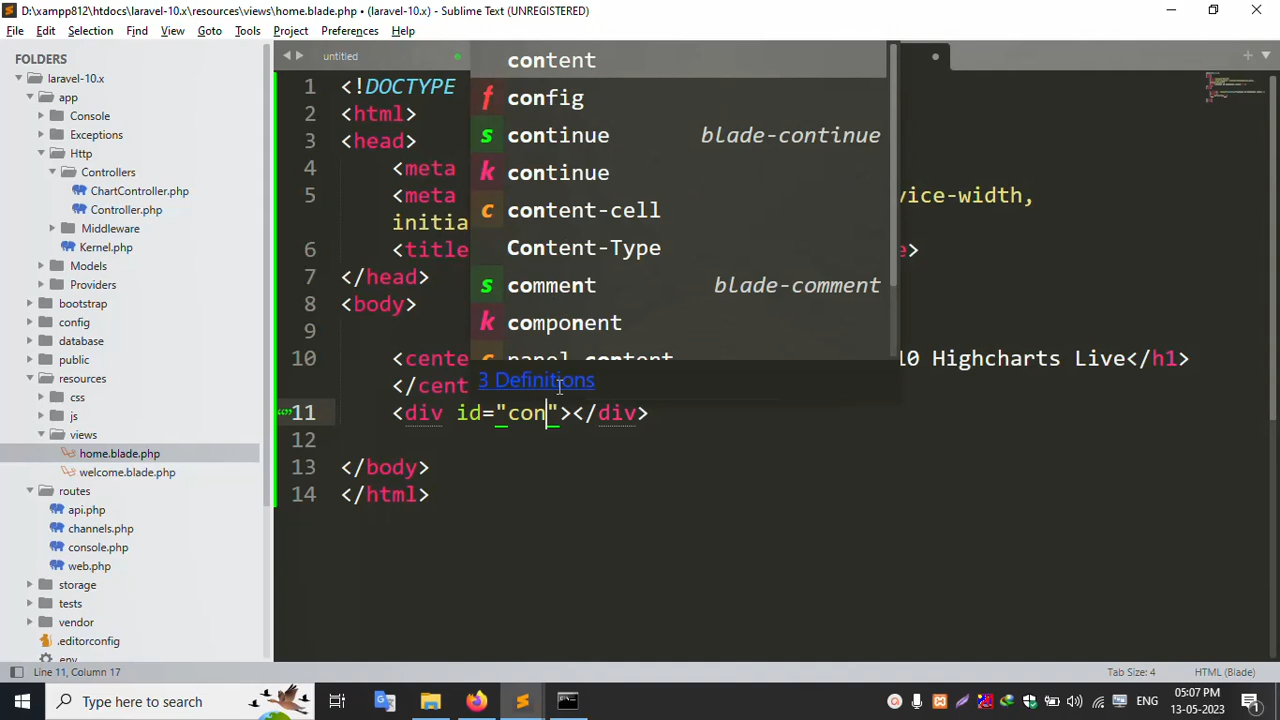 D:\xampp812\htdocs\laravel-10.x\resources\views\home.blade.php • (laravel-10.x) - Sublime Text (UNREGISTERED)
File Edit Selection Find View Goto Tools Project Preferences Help
FOLDERS
laravel-10.x
app
Console
Exceptions
Http
Controllers
ChartController.php
Controller.php
Middleware
Kernel.php
Models
Providers
bootstrap
config
database
public
resources
css
js
views
home.blade.php
welcome.blade.php
routes
api.php
channels.php
console.php
web.php
storage
tests
vendor
.editorconfig
.env
untitled
1 <!DOCTYPE
2 <html>
3 <head>
4 <meta
5 <meta vice-width,
initia
6 <title e>
7 </head>
8 <body>
9
10 <cente 10 Highcharts Live</h1>
</cent
11 <div id="con"></div>
12
13 </body>
14 </html>
content
f config
s continue blade-continue
k continue
c content-cell
Content-Type
s comment blade-comment
k component
c panel-content
3 Definitions
Line 11, Column 17
Tab Size: 4
HTML (Blade)
Type here to search
ENG
05:07 PM
13-05-2023
1